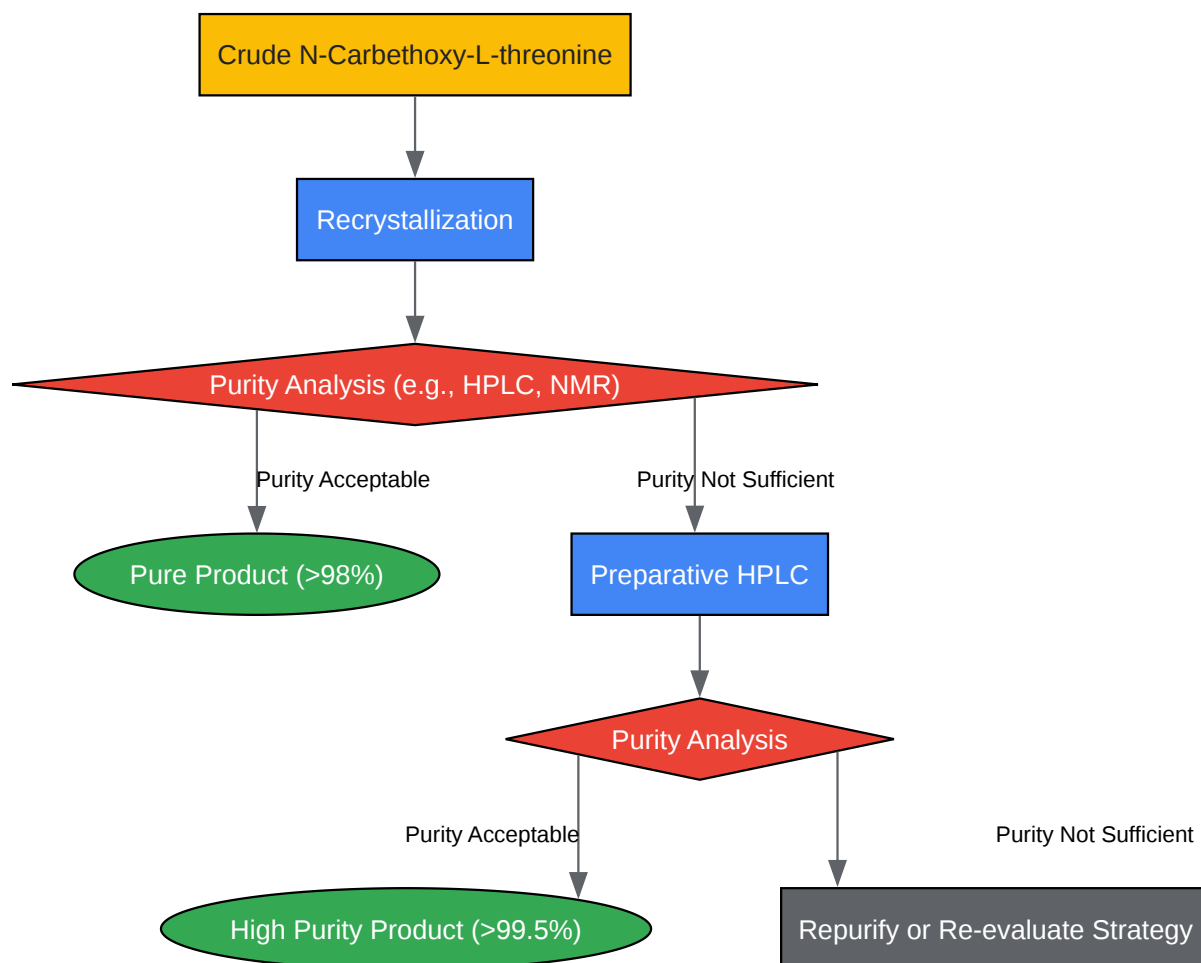 Crude N-Carbethoxy-L-threonine
Recrystallization
Purity Analysis (e.g., HPLC, NMR)
Purity Acceptable
Purity Not Sufficient
Pure Product (>98%)
Preparative HPLC
Purity Analysis
Purity Acceptable
Purity Not Sufficient
High Purity Product (>99.5%)
Repurify or Re-evaluate Strategy